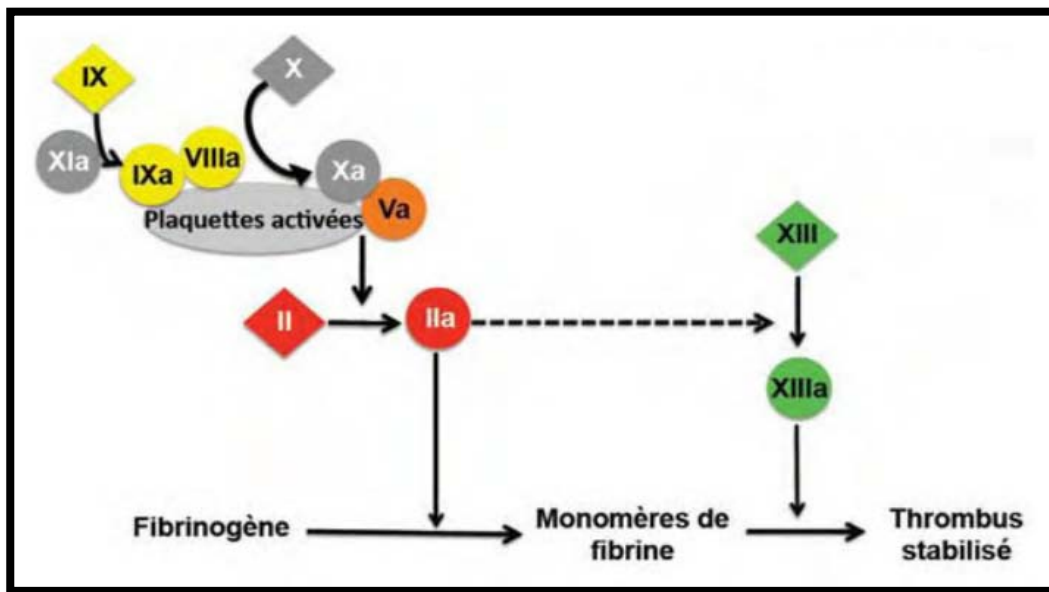 IX
X
XIa
IXa
VIIIa
Xa
Va
Plaquettes activées
XIII
II
IIa
XIIIa
Fibrinogène
Monomères de
fibrine
Thrombus
stabilisé